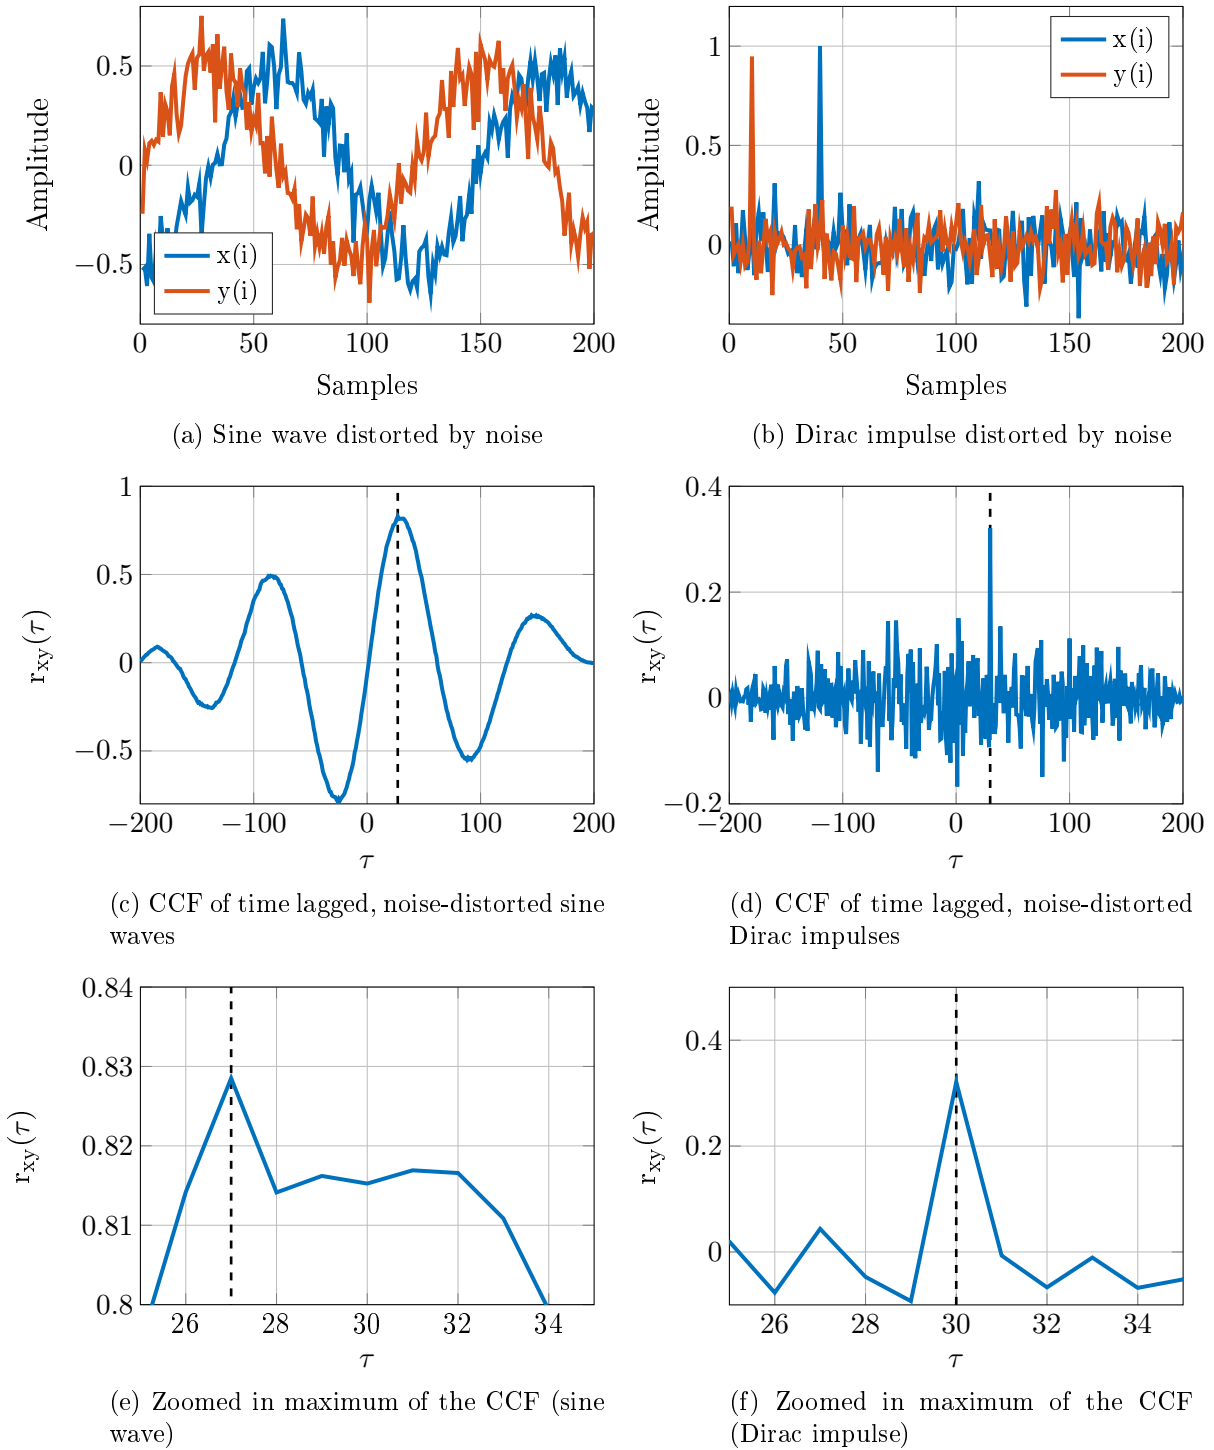 0.5
0
−0.5
Amplitude
x(i)
y(i)
0
50
100
150
200
Samples
(a) Sine wave distorted by noise
1
0.5
0
Amplitude
x(i)
y(i)
0
50
100
150
200
Samples
(b) Dirac impulse distorted by noise
1
0.5
0
−0.5
rxy(τ)
−200
−100
0
100
200
τ
(c) CCF of time lagged, noise-distorted sine
waves
0.4
0.2
0
−0.2
rxy(τ)
−200
−100
0
100
200
τ
(d) CCF of time lagged, noise-distorted
Dirac impulses
0.84
0.83
0.82
0.81
0.8
rxy(τ)
26
28
30
32
34
τ
(e) Zoomed in maximum of the CCF (sine
wave)
0.4
0.2
0
rxy(τ)
26
28
30
32
34
τ
(f) Zoomed in maximum of the CCF
(Dirac impulse)